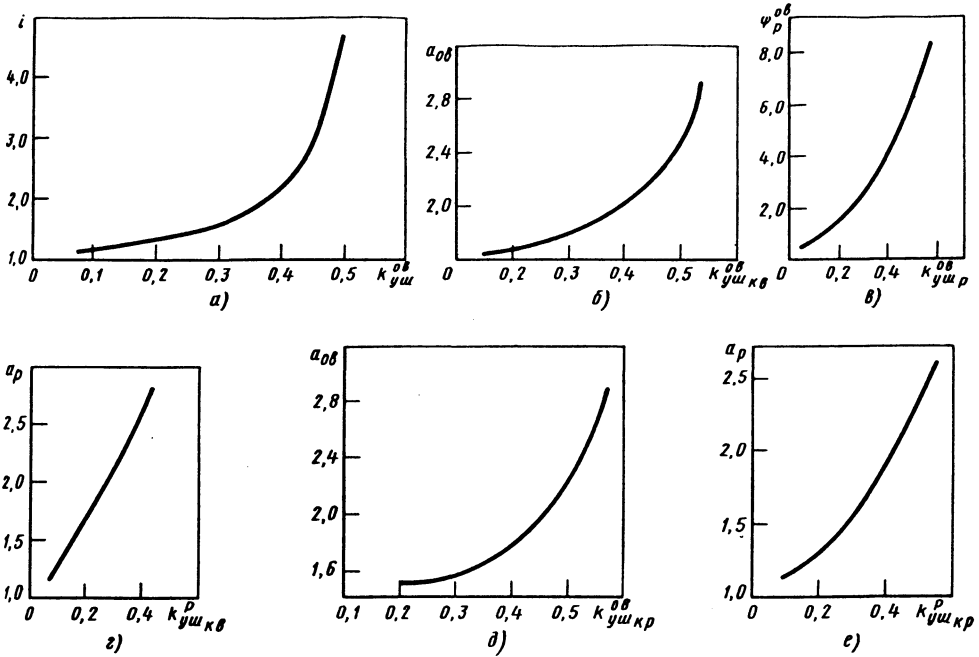 i
4,0
3,0
2,0
1,0
0 0,1 0,2 0,3 0,4 0,5 k ов уш
а)
a ов
2,8
2,4
2,0
0 0,2 0,3 0,4 0,5 k ов уш кв
б)
ψ ов р
8,0
6,0
4,0
2,0
0 0,2 0,4 k ов уш р
в)
a р
2,5
2,0
1,5
1,0
0 0,2 0,4 k р уш кв
г)
a ов
2,8
2,4
2,0
1,6
0,1 0,2 0,3 0,4 0,5 k ов уш кр
д)
a р
2,5
2,0
1,5
1,0
0 0,2 0,4 k р уш кр
е)